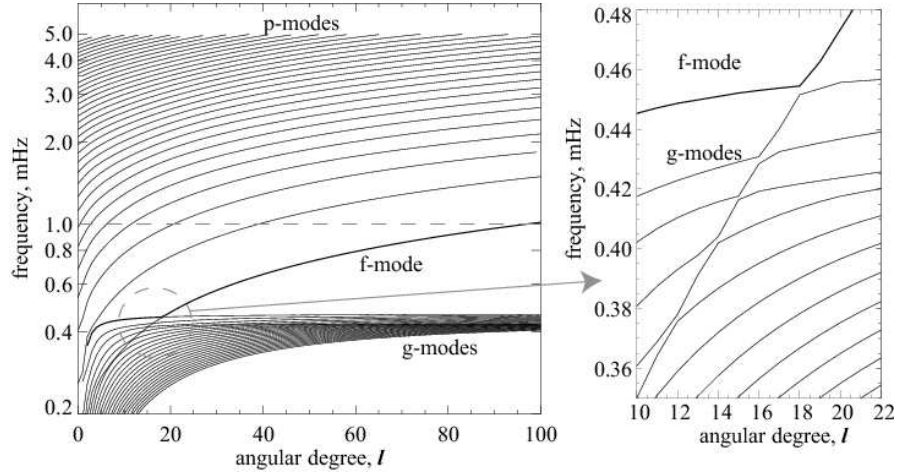 p-modes
5.0
4.0
3.0
2.0
1.0
0.8
0.6
0.4
0.2
frequency, mHz
f-mode
g-modes
0 20 40 60 80 100
angular degree, l
0.48
0.46
0.44
0.42
0.40
0.38
0.36
frequency, mHz
f-mode
g-modes
10 12 14 16 18 20 22
angular degree, l